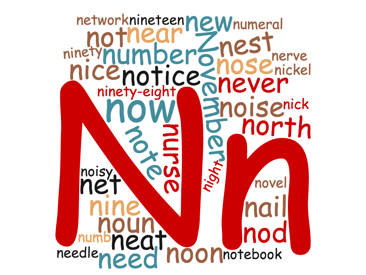 network nineteen new numeral
not near nest
ninety number nose nerve
nice notice November never nickel
ninety-eight
now noise nick
note nurse north
Nn
night
noisy
net novel
nine nail
noun
numb neat nod
needle need noon notebook